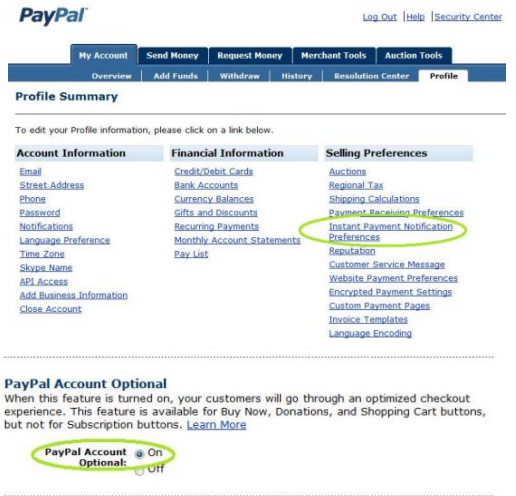 PayPal
Log Out | Help | Security Center
My Account Send Money Request Money Merchant Tools Auction Tools
Overview Add Funds Withdraw History Resolution Center Profile
Profile Summary
To edit your Profile information, please click on a link below.
Account Information
Email
Street Address
Phone
Password
Notifications
Language Preference
Time Zone
Skype Name
API Access
Add Business Information
Close Account
Financial Information
Credit/Debit Cards
Bank Accounts
Currency Balances
Gifts and Discounts
Recurring Payments
Monthly Account Statements
Pay List
Selling Preferences
Auctions
Regional Tax
Shipping Calculations
Payment Receiving Preferences
Instant Payment Notification
Preferences
Reputation
Customer Service Message
Website Payment Preferences
Encrypted Payment Settings
Custom Payment Pages
Invoice Templates
Language Encoding
PayPal Account Optional
When this feature is turned on, your customers will go through an optimized checkout
experience. This feature is available for Buy Now, Donations, and Shopping Cart buttons,
but not for Subscription buttons. Learn More
PayPal Account On
Optional: Off